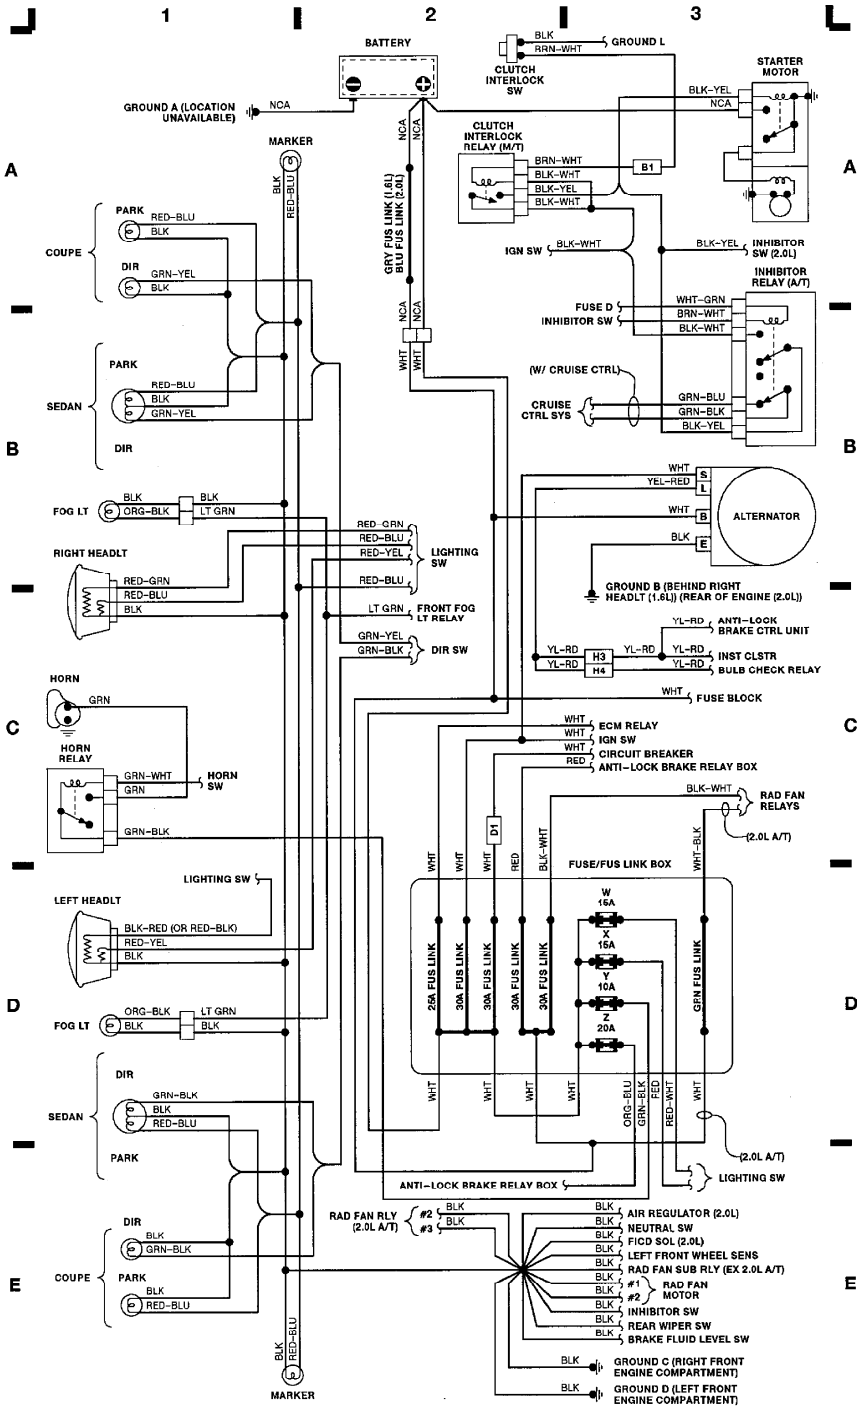 1 2 3
BATTERY
GROUND A (LOCATION
UNAVAILABLE)
NCA
BLK
GROUND L
BRN-WHT
CLUTCH
INTERLOCK
SW
STARTER
MOTOR
BLK-YEL
NCA
NCA
NCA
CLUTCH
INTERLOCK
RELAY (M/T)
BRN-WHT
B1
BLK-WHT
BLK-YEL
BLK-WHT
A
A
MARKER
BLK
RED-BLU
GRY FUS LINK (1.6L)
BLU FUS LINK (2.0L)
COUPE
PARK
RED-BLU
BLK
DIR
GRN-YEL
BLK
IGN SW
BLK-WHT
BLK-YEL
INHIBITOR
SW (2.0L)
INHIBITOR
RELAY (A/T)
FUSE D
WHT-GRN
INHIBITOR SW
BRN-WHT
BLK-WHT
NCA
NCA
WHT
WHT
(W/ CRUISE CTRL)
CRUISE
CTRL SYS
GRN-BLU
GRN-BLK
BLK-YEL
SEDAN
PARK
RED-BLU
BLK
GRN-YEL
DIR
B
B
FOG LT
BLK
BLK
ORG-BLK
LT GRN
WHT
S
YEL-RED
L
WHT
B
BLK
E
ALTERNATOR
RED-GRN
RED-BLU
RED-YEL
RED-BLU
LIGHTING
SW
RIGHT HEADLT
RED-GRN
RED-BLU
BLK
GROUND B (BEHIND RIGHT
HEADLT (1.6L)) (REAR OF ENGINE (2.0L))
LT GRN
FRONT FOG
LT RELAY
GRN-YEL
GRN-BLK
DIR SW
YL-RD
ANTI-LOCK
BRAKE CTRL UNIT
YL-RD
H3
YL-RD
YL-RD
INST CLSTR
YL-RD
H4
YL-RD
BULB CHECK RELAY
WHT
FUSE BLOCK
HORN
GRN
C
C
WHT
ECM RELAY
WHT
IGN SW
WHT
CIRCUIT BREAKER
RED
ANTI-LOCK BRAKE RELAY BOX
HORN
RELAY
GRN-WHT
HORN
SW
GRN
GRN-BLK
BLK-WHT
RAD FAN
RELAYS
(2.0L A/T)
D1
WHT
WHT
WHT
RED
BLK-WHT
WHT-BLK
FUSE/FUS LINK BOX
LIGHTING SW
LEFT HEADLT
BLK-RED (OR RED-BLK)
RED-YEL
BLK
25A FUS LINK
30A FUS LINK
30A FUS LINK
30A FUS LINK
30A FUS LINK
W
15A
X
15A
Y
10A
Z
20A
GRN FUS LINK
D
D
FOG LT
ORG-BLK
LT GRN
BLK
BLK
WHT
WHT
WHT
WHT
ORG-BLU
GRN-BLK
RED
RED-WHT
WHT
SEDAN
DIR
GRN-BLK
BLK
RED-BLU
PARK
(2.0L A/T)
LIGHTING SW
ANTI-LOCK BRAKE RELAY BOX
RAD FAN RLY
(2.0L A/T)
#2
BLK
#3
BLK
COUPE
DIR
BLK
GRN-BLK
PARK
BLK
RED-BLU
BLK
AIR REGULATOR (2.0L)
BLK
NEUTRAL SW
BLK
FICD SOL (2.0L)
BLK
LEFT FRONT WHEEL SENS
BLK
RAD FAN SUB RLY (EX 2.0L A/T)
BLK
#1
BLK
#2
RAD FAN
MOTOR
BLK
INHIBITOR SW
BLK
REAR WIPER SW
BLK
BRAKE FLUID LEVEL SW
E
E
BLK
RED-BLU
MARKER
BLK
GROUND C (RIGHT FRONT
ENGINE COMPARTMENT)
BLK
GROUND D (LEFT FRONT
ENGINE COMPARTMENT)